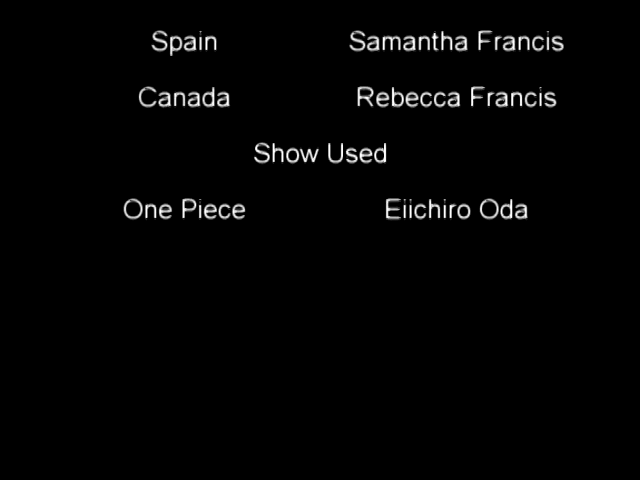 Spain Samantha Francis
Canada Rebecca Francis
Show Used
One Piece Eiichiro Oda